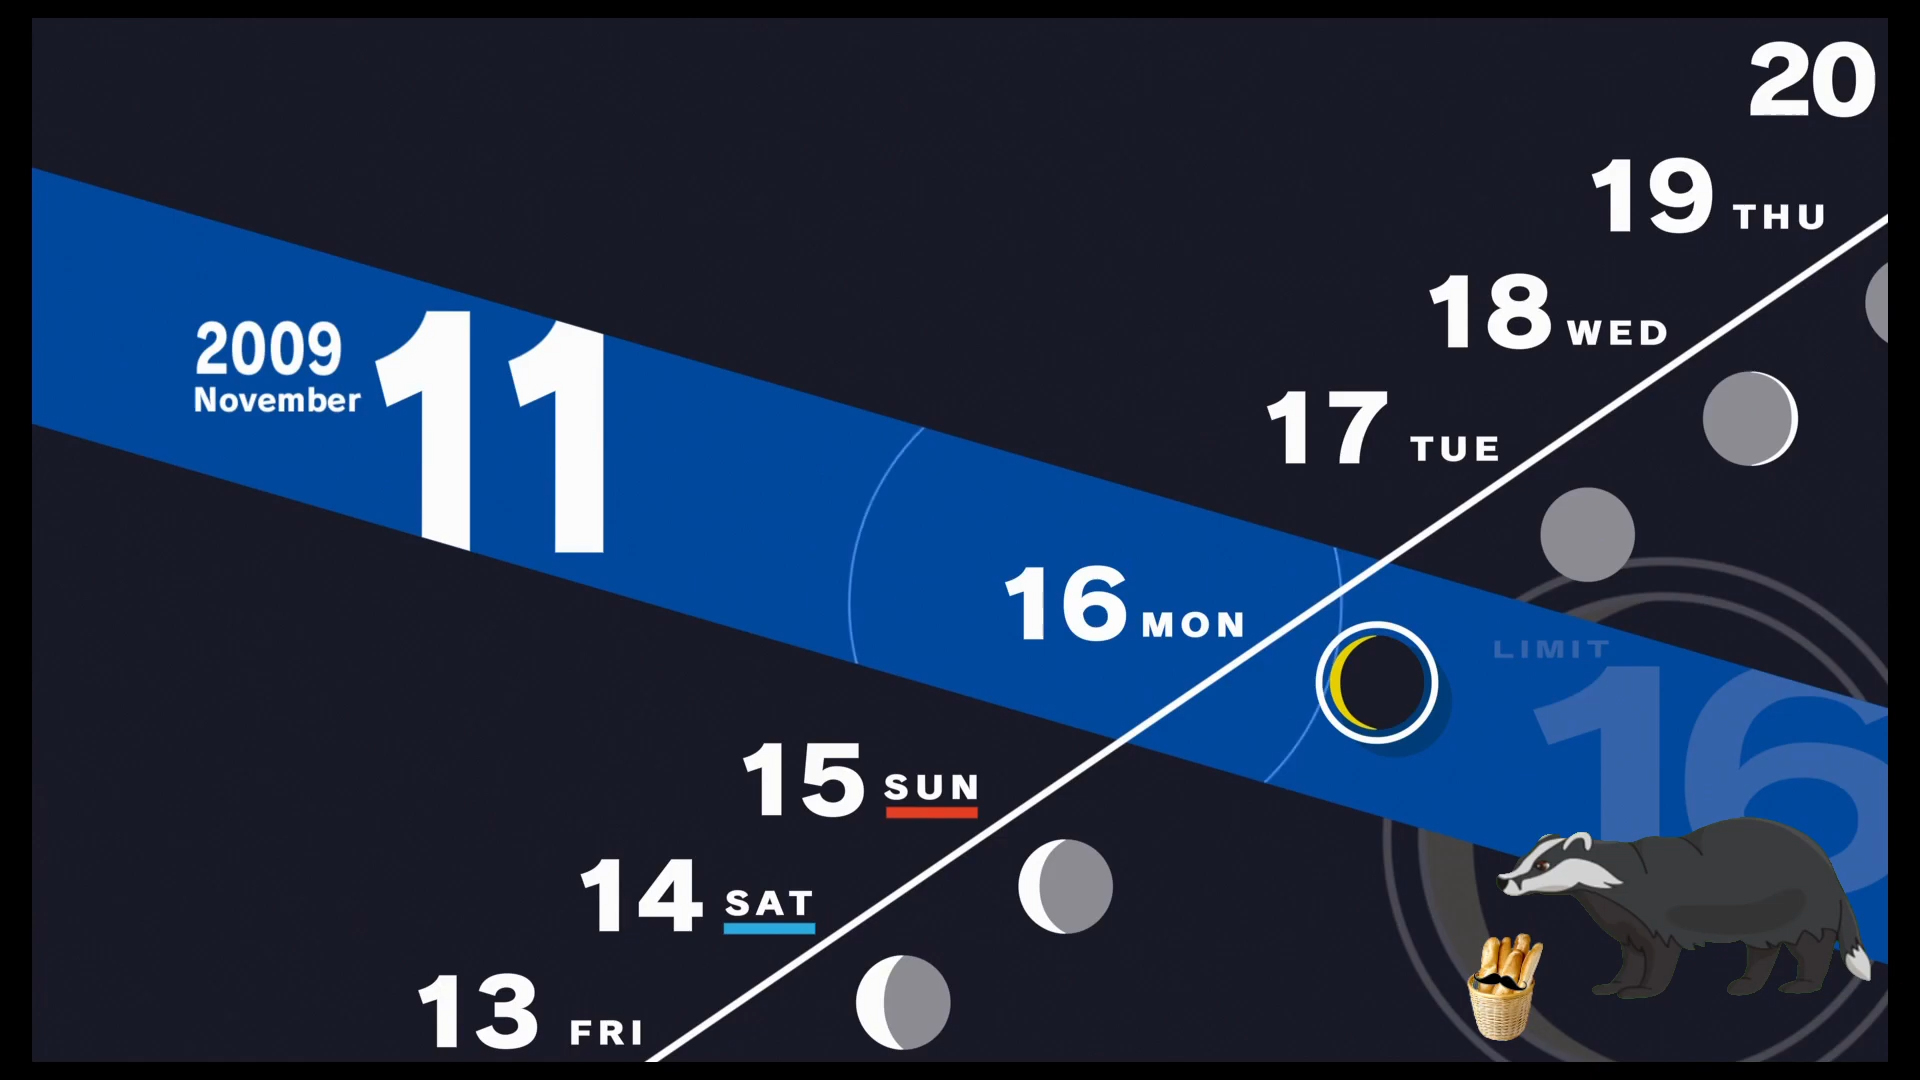 20
19 THU
18 WED
17 TUE
2009
November
11
16 MON
LIMIT
16
15 SUN
14 SAT
13 FRI